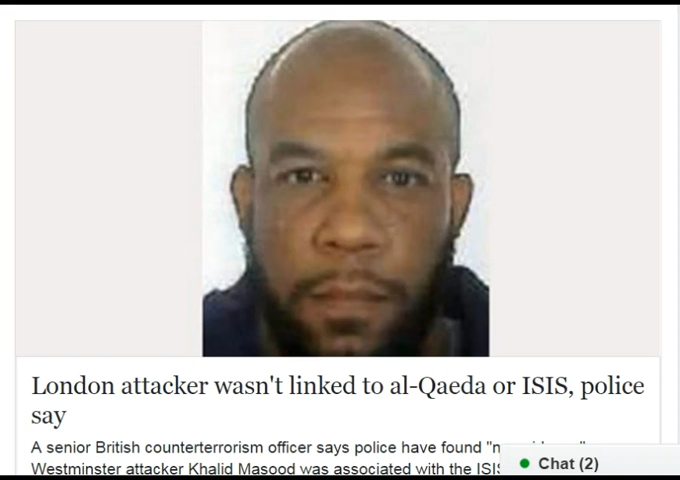 London attacker wasn't linked to al-Qaeda or ISIS, police
say
A senior British counterterrorism officer says police have found
Westminster attacker Khalid Masood was associated with the ISIS
Chat (2)